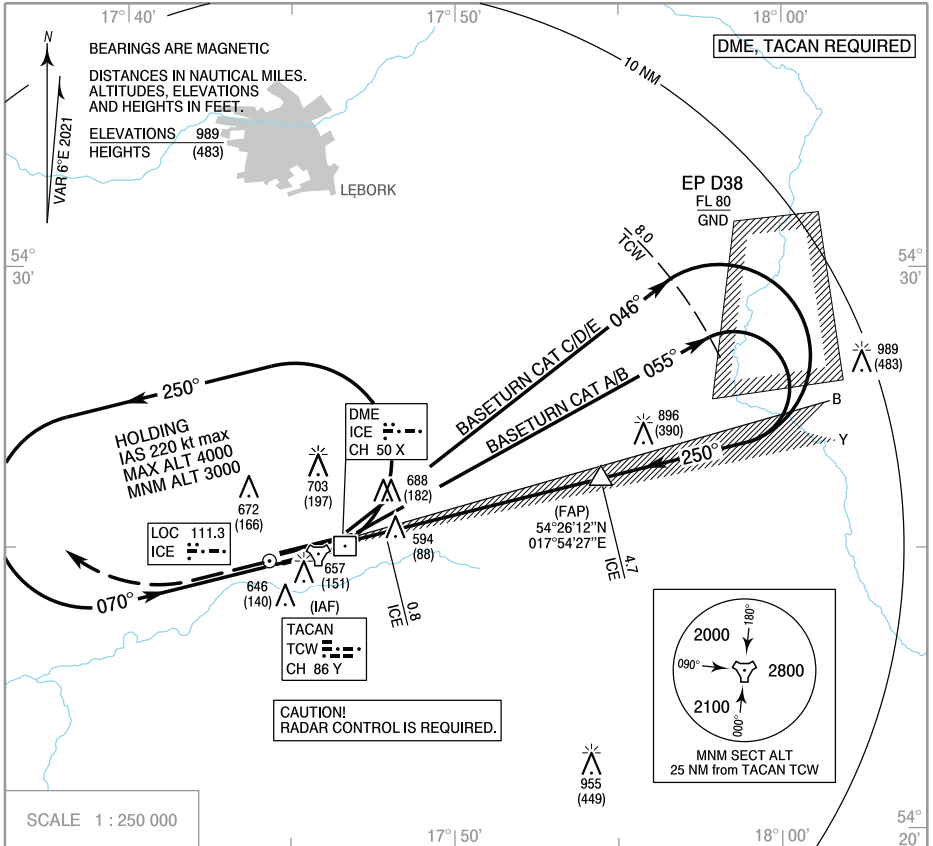 17°40'
17°50'
18°00'
N
VAR 6°E 2021
BEARINGS ARE MAGNETIC
DISTANCES IN NAUTICAL MILES.
ALTITUDES, ELEVATIONS
AND HEIGHTS IN FEET.
ELEVATIONS 989
HEIGHTS (483)
DME, TACAN REQUIRED
10 NM
LĘBORK
EP D38
FL 80
GND
54°
30'
54°
30'
8.0
TCW
BASETURN CAT C/D/E 046°
BASETURN CAT A/B 055°
989
(483)
250°
HOLDING
IAS 220 kt max
MAX ALT 4000
MNM ALT 3000
DME
ICE
CH 50 X
896
(390)
B
Y
250°
703
(197)
688
(182)
672
(166)
594
(88)
(FAP)
54°26'12"N
017°54'27"E
LOC 111.3
ICE
657
(151)
646
(140)
070°
(IAF)
0.8
ICE
4.7
ICE
TACAN
TCW
CH 86 Y
CAUTION!
RADAR CONTROL IS REQUIRED.
2000
180°
090°
2800
2100
000°
MNM SECT ALT
25 NM from TACAN TCW
955
(449)
SCALE 1 : 250 000
17°50'
18°00'
54°
20'